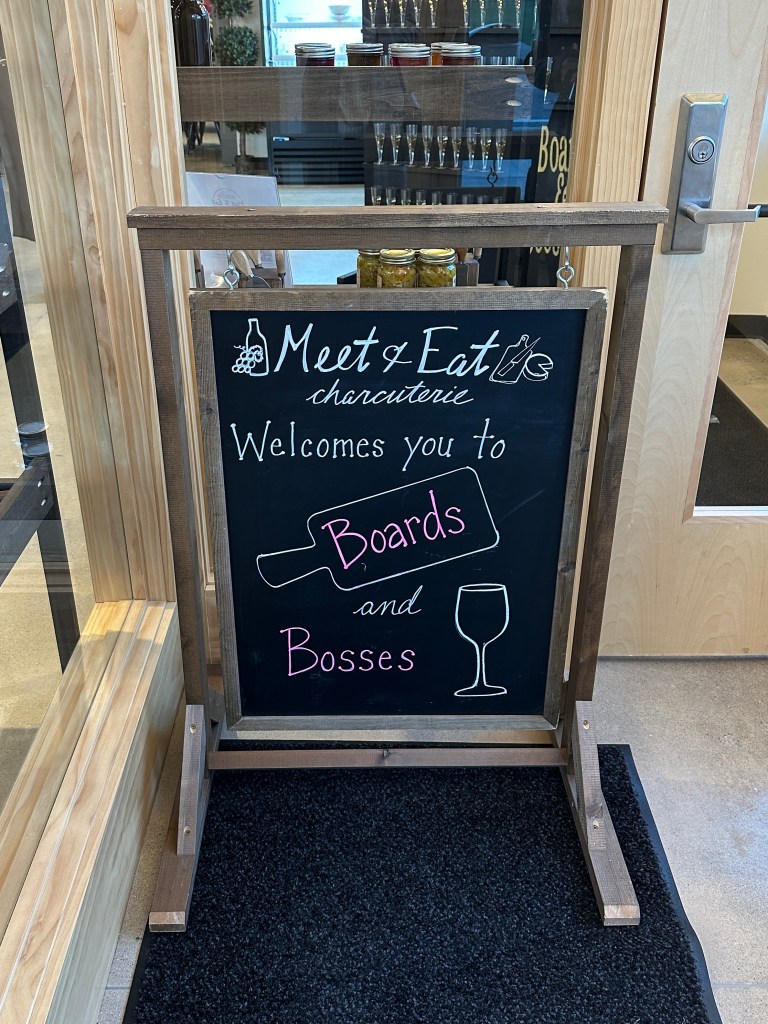 Meet & Eat
charcuterie
Welcomes you to
Boards
and
Bosses